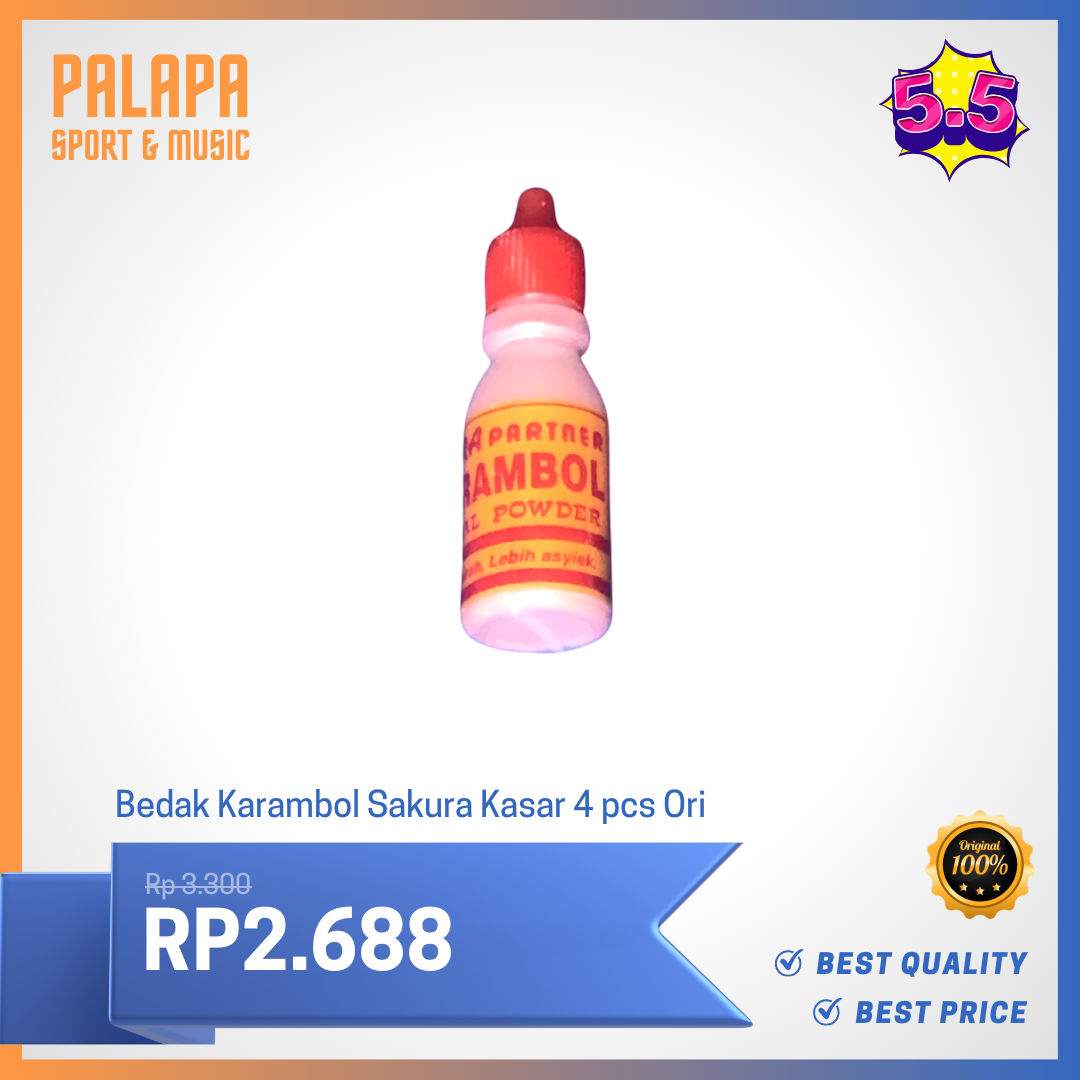 PALAPA
SPORT & MUSIC
5.5
PARTNER
RAMBOL
POWDER
Lebih asyiek.
Bedak Karambol Sakura Kasar 4 pcs Ori
Rp 3.300
RP2.688
Original
100%
BEST QUALITY
BEST PRICE